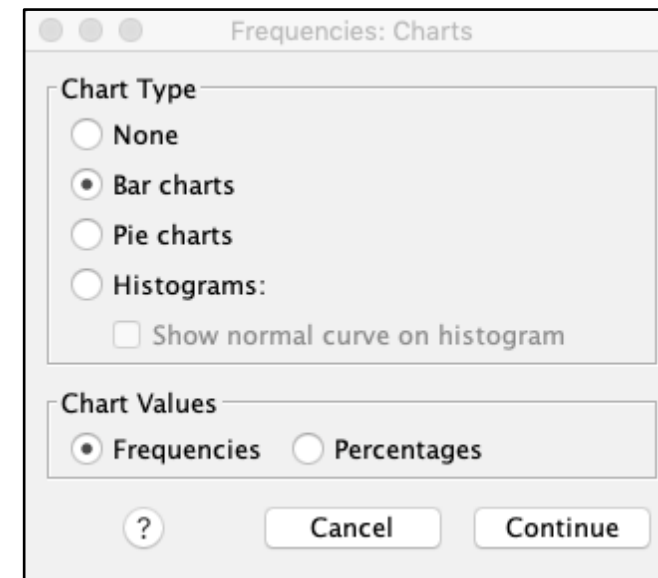 Frequencies: Charts
Chart Type
None
Bar charts
Pie charts
Histograms:
Show normal curve on histogram
Chart Values
Frequencies Percentages
? Cancel Continue